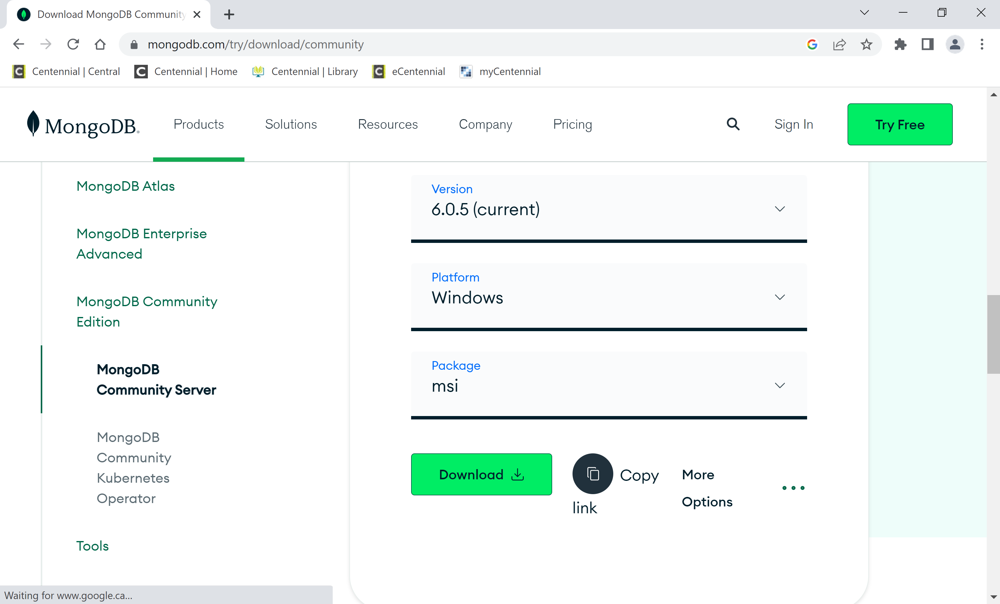 Download MongoDB Community
mongodb.com/try/download/community
Centennial | Central
Centennial | Home
Centennial | Library
eCentennial
myCentennial
MongoDB®
Products
Solutions
Resources
Company
Pricing
Sign In
Try Free
MongoDB Atlas
MongoDB Enterprise
Advanced
MongoDB Community
Edition
MongoDB
Community Server
MongoDB
Community
Kubernetes
Operator
Tools
Version
6.0.5 (current)
Platform
Windows
Package
msi
Download
Copy
link
More
Options
Waiting for www.google.ca...